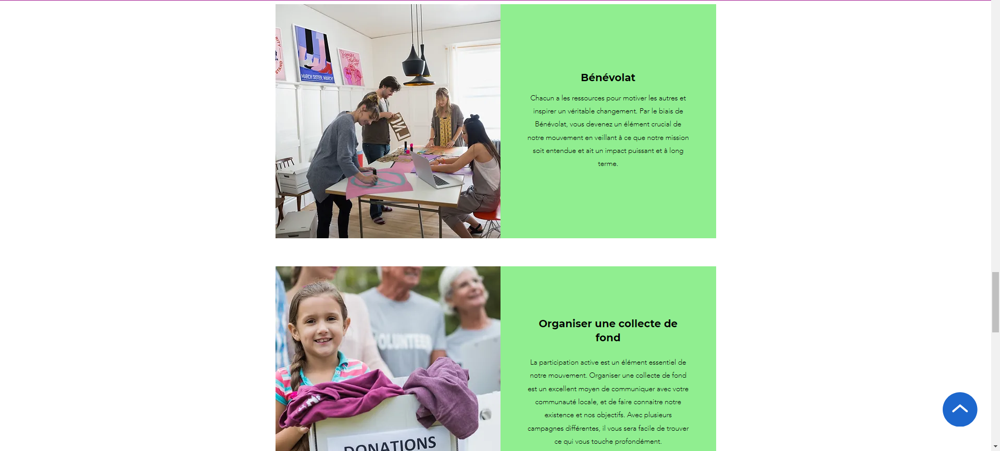 STAND
MARCH SISTER, MARCH!
Stronger
Together
Bénévolat
Chacun a les ressources pour motiver les autres et
inspirer un véritable changement. Par le biais de
Bénévolat, vous devenez un élément crucial de
notre mouvement en veillant à ce que notre mission
soit entendue et ait un impact puissant et à long
terme.
OLUNTEER
DONATIONS
Organiser une collecte de
fond
La participation active est un élément essentiel de
notre mouvement. Organiser une collecte de fond
est un excellent moyen de communiquer avec votre
communauté locale, et de faire connaitre notre
existence et nos objectifs. Avec plusieurs
campagnes différentes, il vous sera facile de trouver
ce qui vous touche profondément.